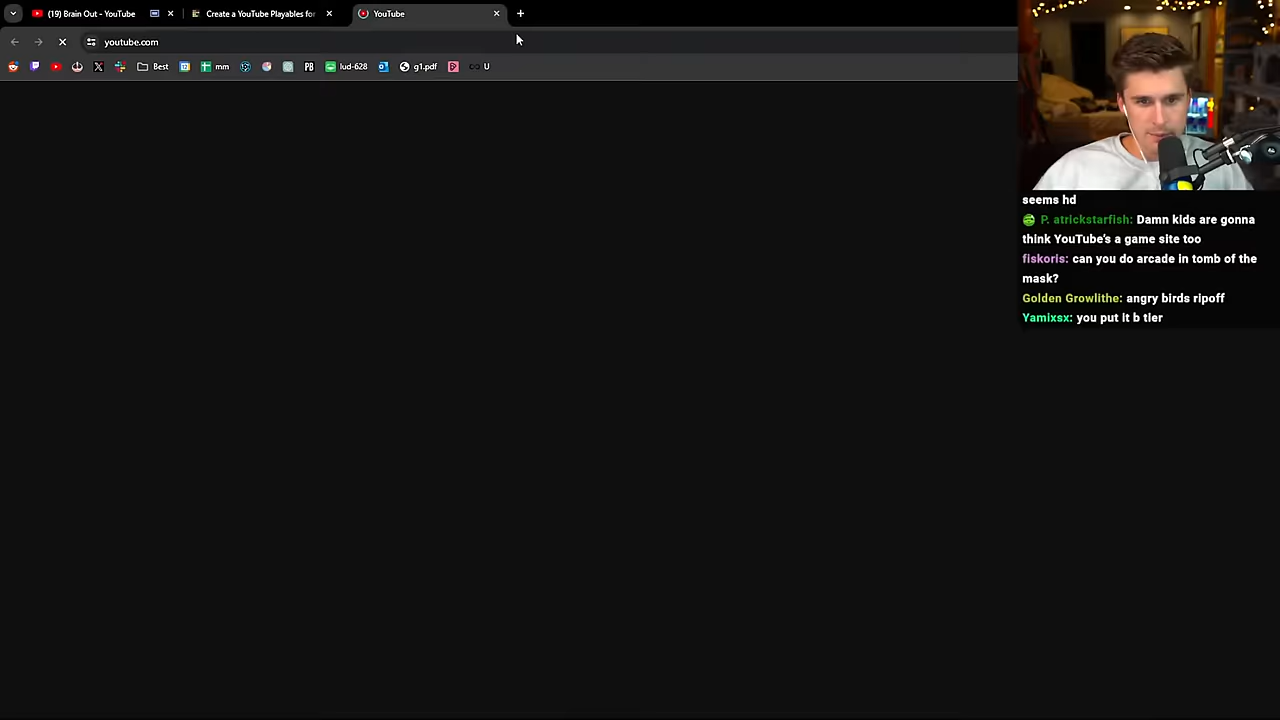 (19) Brain Out - YouTube
Create a YouTube Playables for
YouTube
youtube.com
Best
mm
lud-628
g1.pdf
U
seems hd
P. atrickstarfish: Damn kids are gonna
think YouTube's a game site too
fiskoris: can you do arcade in tomb of the
mask?
Golden Growlithe: angry birds ripoff
Yamixsx: you put it b tier